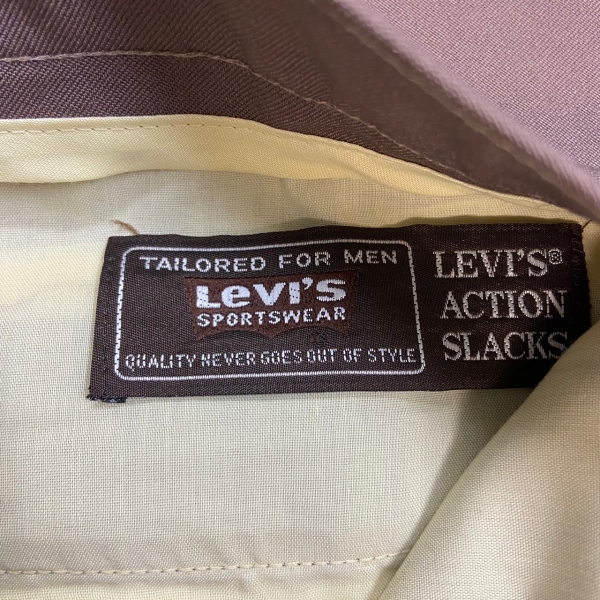 TAILORED FOR MEN
LEVI'S
SPORTSWEAR
QUALITY NEVER GOES OUT OF STYLE
LEVI'S®
ACTION
SLACKS